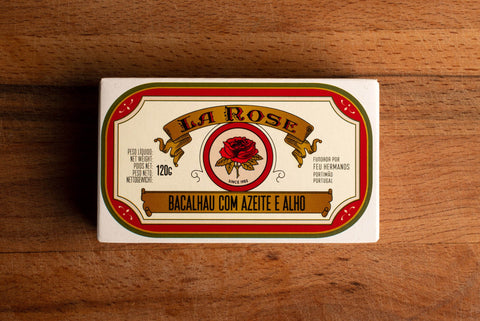 LA ROSE
PESO LÍQUIDO:
NET WEIGHT:
POIDS NET:
PESO NETO:
NETTOGEWICHT:
120G
SINCE 1920
FUNDADA POR
FEU HERMANOS
PORTIMÃO
PORTUGAL
BACALHAU COM AZEITE E ALHO